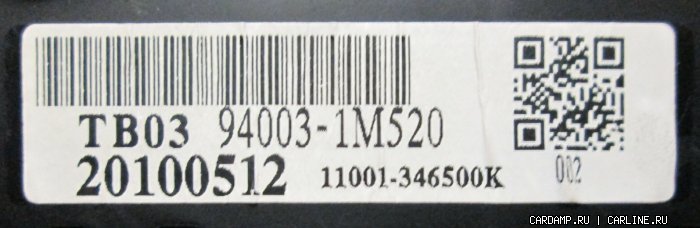 TB03 94003-1M520
20100512 11001-346500K
002
CARDAMP.RU | CARLINE.RU